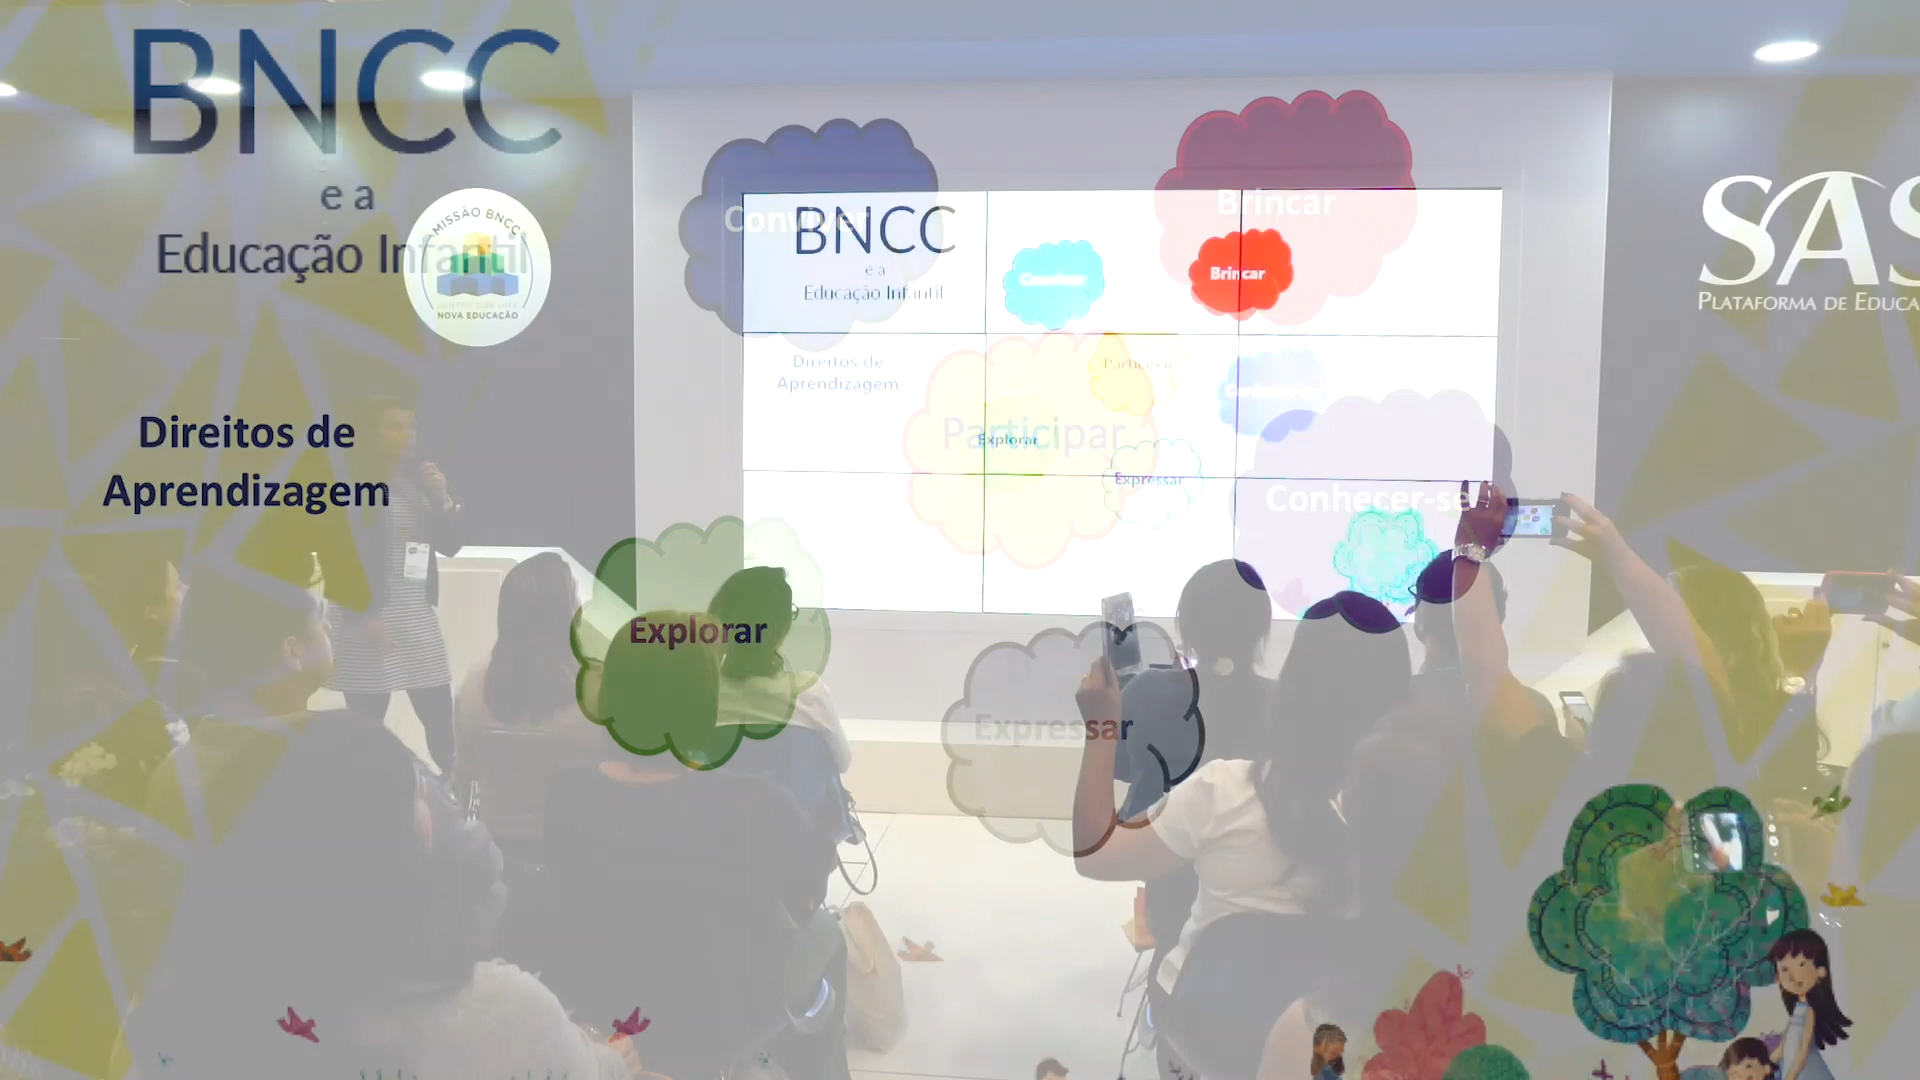 BNCC
e a
Educação Infantil
MISSÃO BNCC
NOVA EDUCAÇÃO
Direitos de
Aprendizagem
Conviver
Brincar
Participar
Conhecer-se
Explorar
Expressar
BNCC
e a
Educação Infantil
Direitos de
Aprendizagem
Brincar
Participar
Explorar
Expressar
SAS
PLATAFORMA DE EDUCA